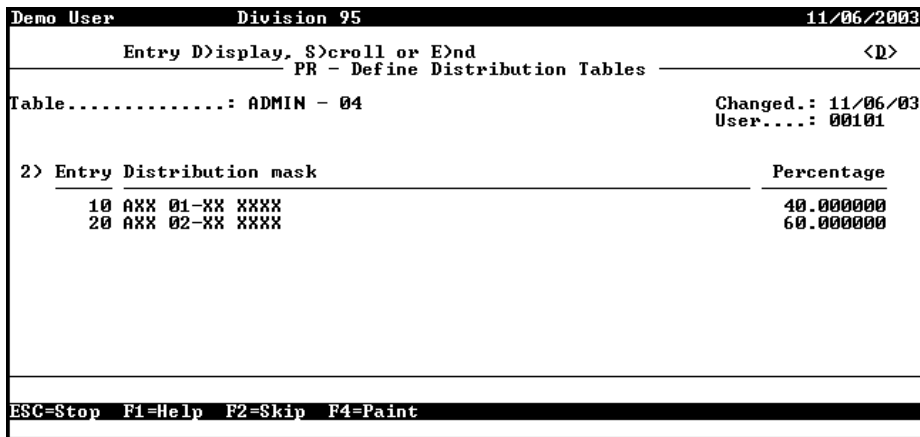 Demo User Division 95 11/06/2003
Entry D>isplay, S>croll or E>nd <D>
PR - Define Distribution Tables
Table..............: ADMIN - 04 Changed.: 11/06/03
User....: 00101
2> Entry Distribution mask Percentage
10 AXX 01-XX XXXX 40.000000
20 AXX 02-XX XXXX 60.000000
ESC=Stop F1=Help F2=Skip F4=Paint